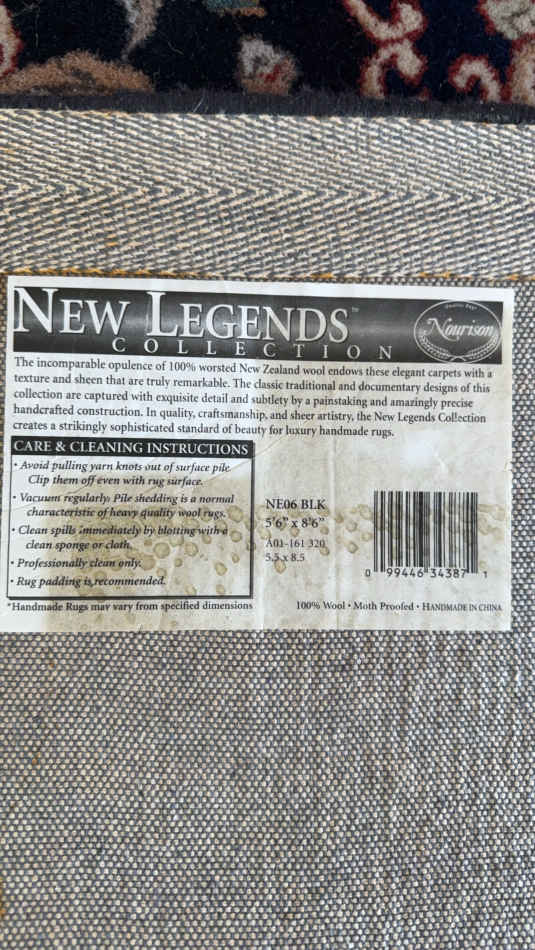 NEW LEGENDS™
COLLECTION
Nourison
The incomparable opulence of 100% worsted New Zealand wool endows these elegant carpets with a
texture and sheen that are truly remarkable. The classic traditional and documentary designs of this
collection are captured with exquisite detail and subtlety by a painstaking and amazingly precise
handcrafted construction. In quality, craftsmanship, and sheer artistry, the New Legends Collection
creates a strikingly sophisticated standard of beauty for luxury handmade rugs.
CARE & CLEANING INSTRUCTIONS
• Avoid pulling yarn knots out of surface pile.
Clip them off even with rug surface.
• Vacuum regularly: Pile shedding is a normal
characteristic of heavy quality wool rugs.
• Clean spills immediately by blotting with a
clean sponge or cloth.
• Professionally clean only.
• Rug padding is recommended.
NE06 BLK
5'6" x 8'6"
A01-161 320
5.5 x 8.5
0 99446 34387 1
*Handmade Rugs may vary from specified dimensions
100% Wool • Moth Proofed • HANDMADE IN CHINA